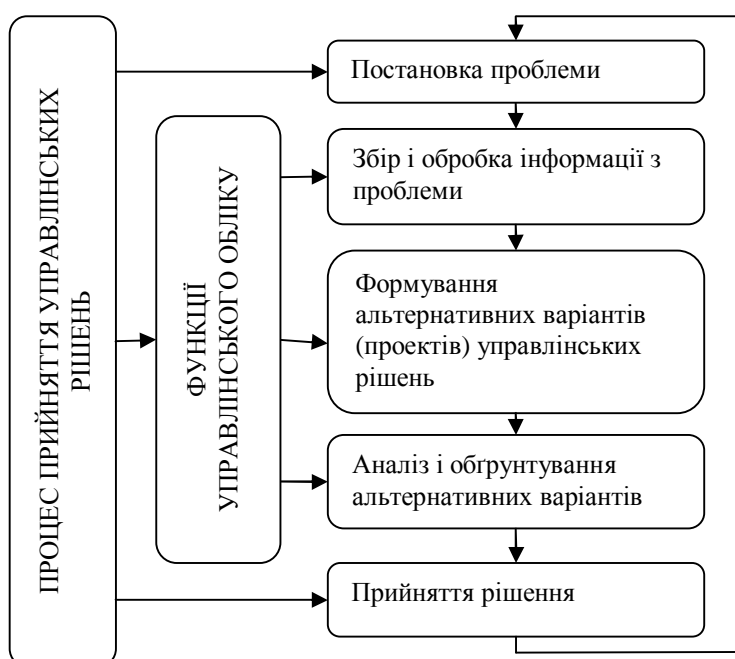 ПРОЦЕС ПРИЙНЯТТЯ УПРАВЛІНСЬКИХ
РІШЕНЬ
ФУНКЦІЇ
УПРАВЛІНСЬКОГО ОБЛІКУ
Постановка проблеми
Збір і обробка інформації з
проблеми
Формування
альтернативних варіантів
(проектів) управлінських
рішень
Аналіз і обґрунтування
альтернативних варіантів
Прийняття рішення